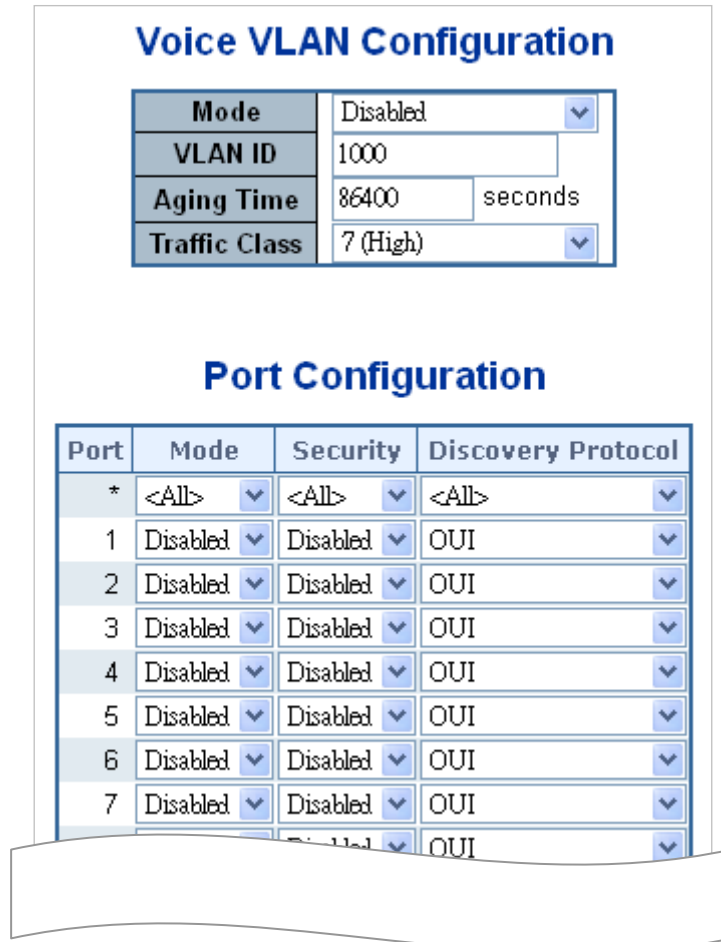 Voice VLAN Configuration
Mode Disabled
VLAN ID 1000
Aging Time 86400 seconds
Traffic Class 7 (High)
Port Configuration
Port Mode Security Discovery Protocol
* <All> <All> <All>
1 Disabled Disabled OUI
2 Disabled Disabled OUI
3 Disabled Disabled OUI
4 Disabled Disabled OUI
5 Disabled Disabled OUI
6 Disabled Disabled OUI
7 Disabled Disabled OUI
OUI